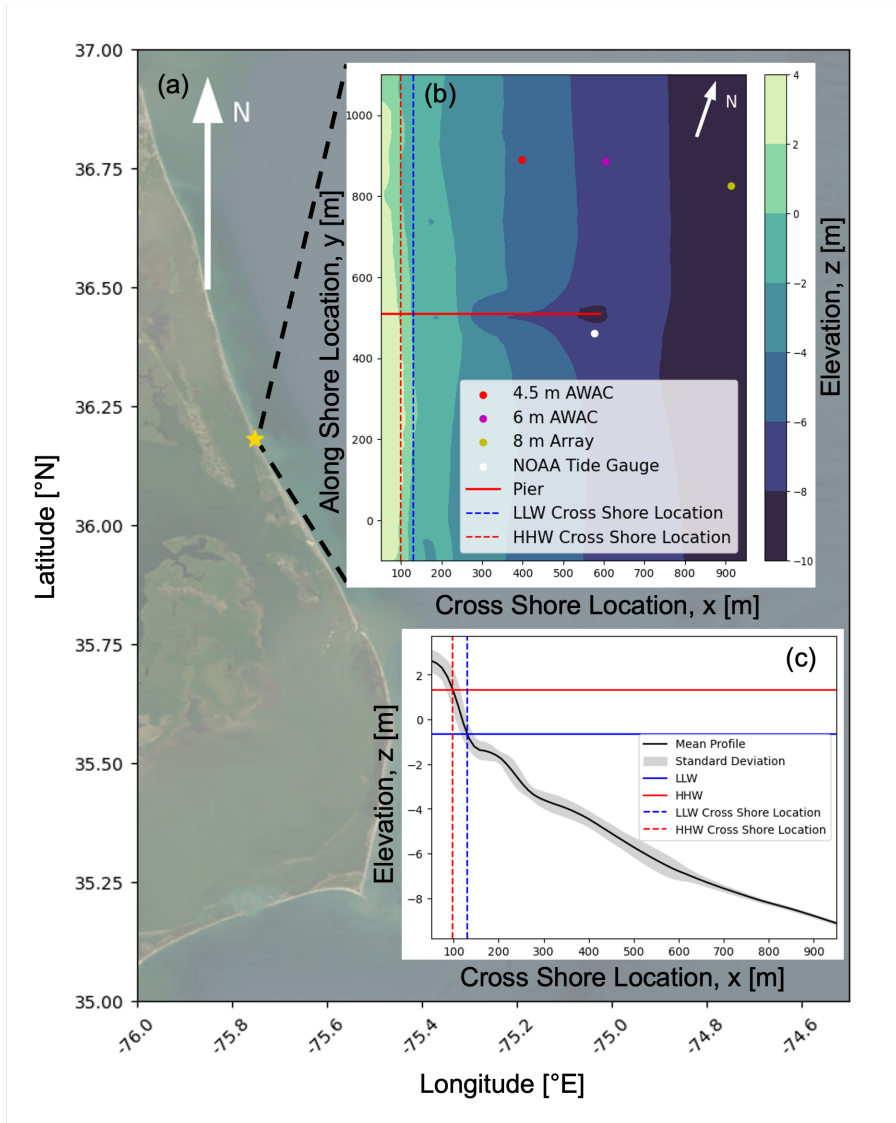 37.00
36.75
36.50
36.25
36.00
35.75
35.50
35.25
35.00
Latitude [°N]
-76.0
-75.8
-75.6
-75.4
-75.2
-75.0
-74.8
-74.6
Longitude [°E]
(a)
N
(b)
N
1000
800
600
400
200
0
Along Shore Location, y [m]
100 200 300 400 500 600 700 800 900
Cross Shore Location, x [m]
4.5 m AWAC
6 m AWAC
8 m Array
NOAA Tide Gauge
Pier
LLW Cross Shore Location
HHW Cross Shore Location
4
2
0
−2
−4
−6
−8
−10
Elevation, z [m]
(c)
2
0
−2
−4
−6
−8
Elevation, z [m]
Mean Profile
Standard Deviation
LLW
HHW
LLW Cross Shore Location
HHW Cross Shore Location
100 200 300 400 500 600 700 800 900
Cross Shore Location, x [m]